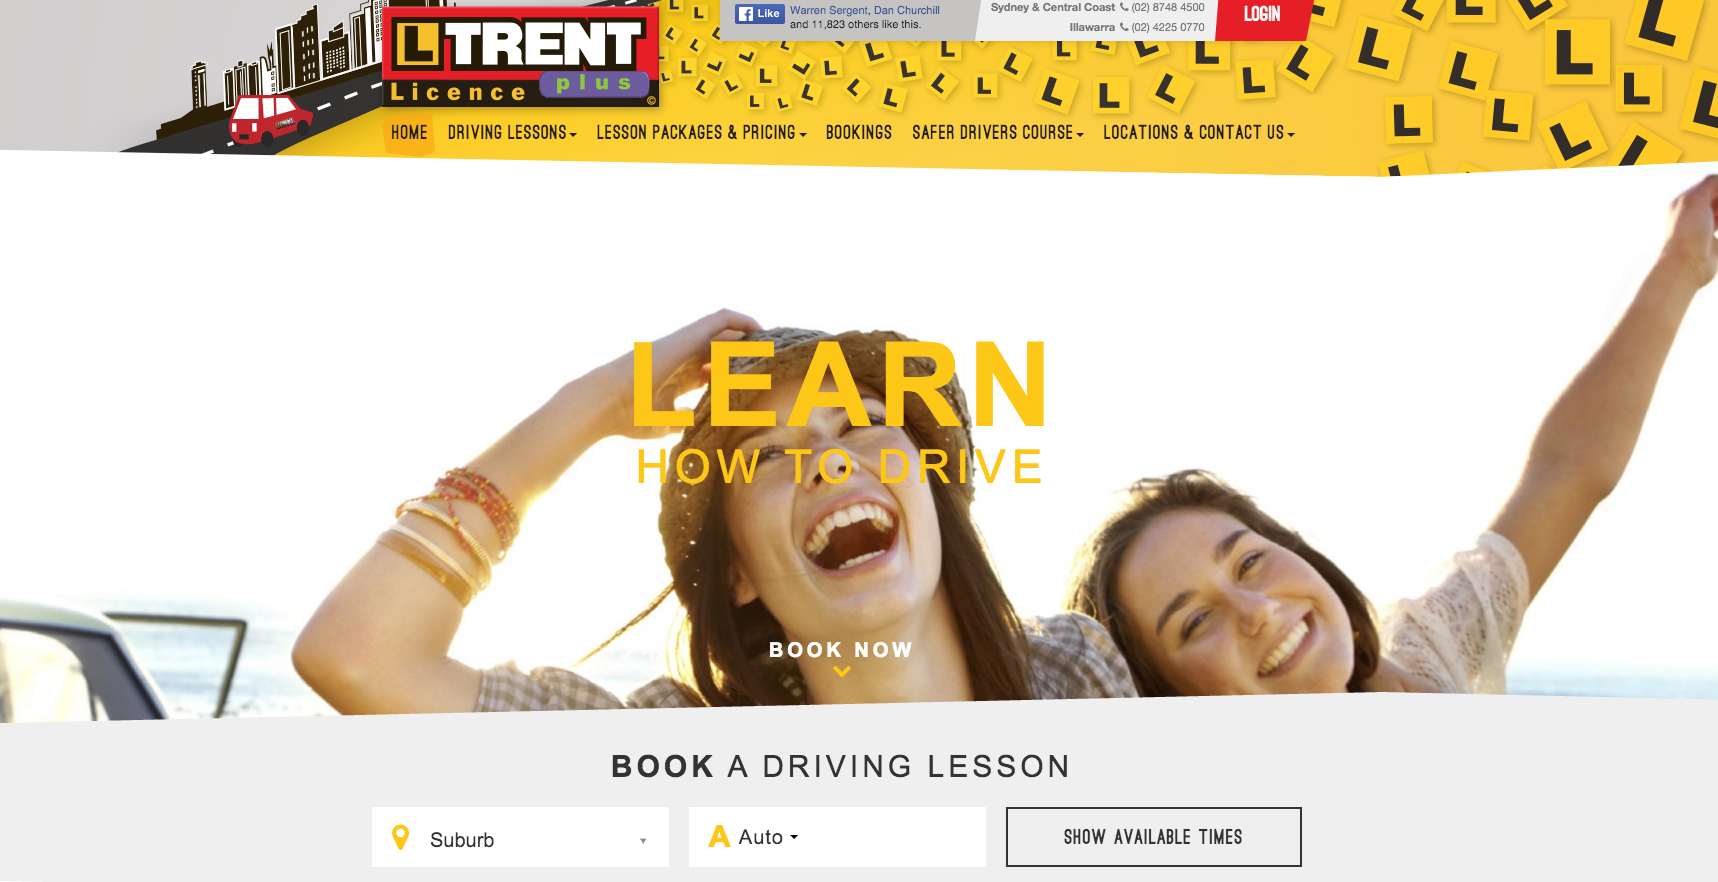 Like
Warren Sergent, Dan Churchill
and 11,823 others like this.
Sydney & Central Coast (02) 8748 4500
Illawarra (02) 4225 0770
LOGIN
L TRENT
Licence plus
©
HOME DRIVING LESSONS LESSON PACKAGES & PRICING BOOKINGS SAFER DRIVERS COURSE LOCATIONS & CONTACT US
LEARN
HOW TO DRIVE
BOOK NOW
BOOK A DRIVING LESSON
Suburb
A Auto
SHOW AVAILABLE TIMES